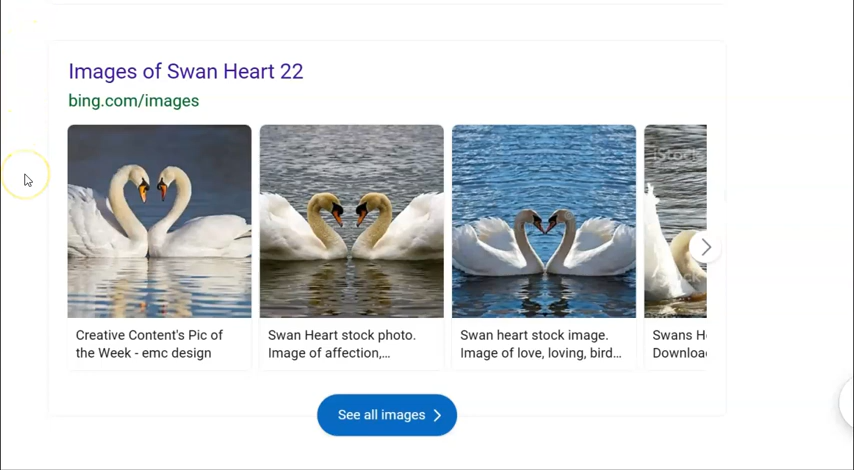 Images of Swan Heart 22
bing.com/images
iStock
Creative Content's Pic of
the Week - emc design
Swan Heart stock photo.
Image of affection,...
Swan heart stock image.
Image of love, loving, bird...
Swans H
Downloa
See all images